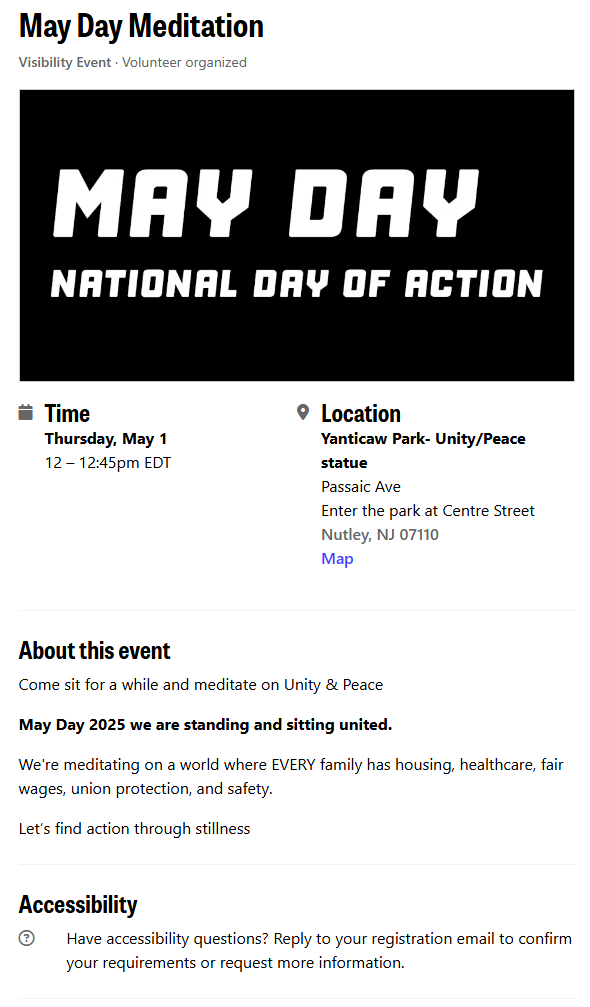 May Day Meditation
Visibility Event · Volunteer organized
MAY DAY
NATIONAL DAY OF ACTION
Time
Thursday, May 1
12 – 12:45pm EDT
Location
Yanticaw Park- Unity/Peace
statue
Passaic Ave
Enter the park at Centre Street
Nutley, NJ 07110
Map
About this event
Come sit for a while and meditate on Unity & Peace
May Day 2025 we are standing and sitting united.
We're meditating on a world where EVERY family has housing, healthcare, fair
wages, union protection, and safety.
Let's find action through stillness
Accessibility
Have accessibility questions? Reply to your registration email to confirm
your requirements or request more information.